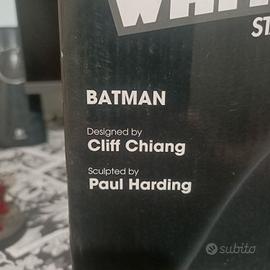 BATMAN
Designed by
Cliff Chiang
Sculpted by
Paul Harding
subito